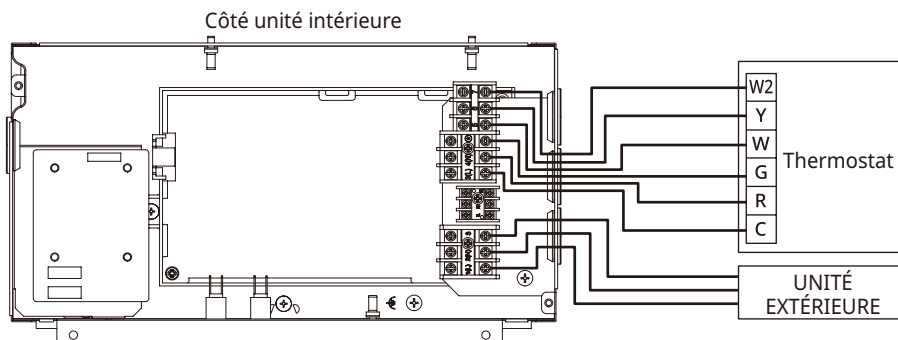 Côté unité intérieure
W2
Y
W
G
R
C
Thermostat
UNITÉ
EXTÉRIEURE